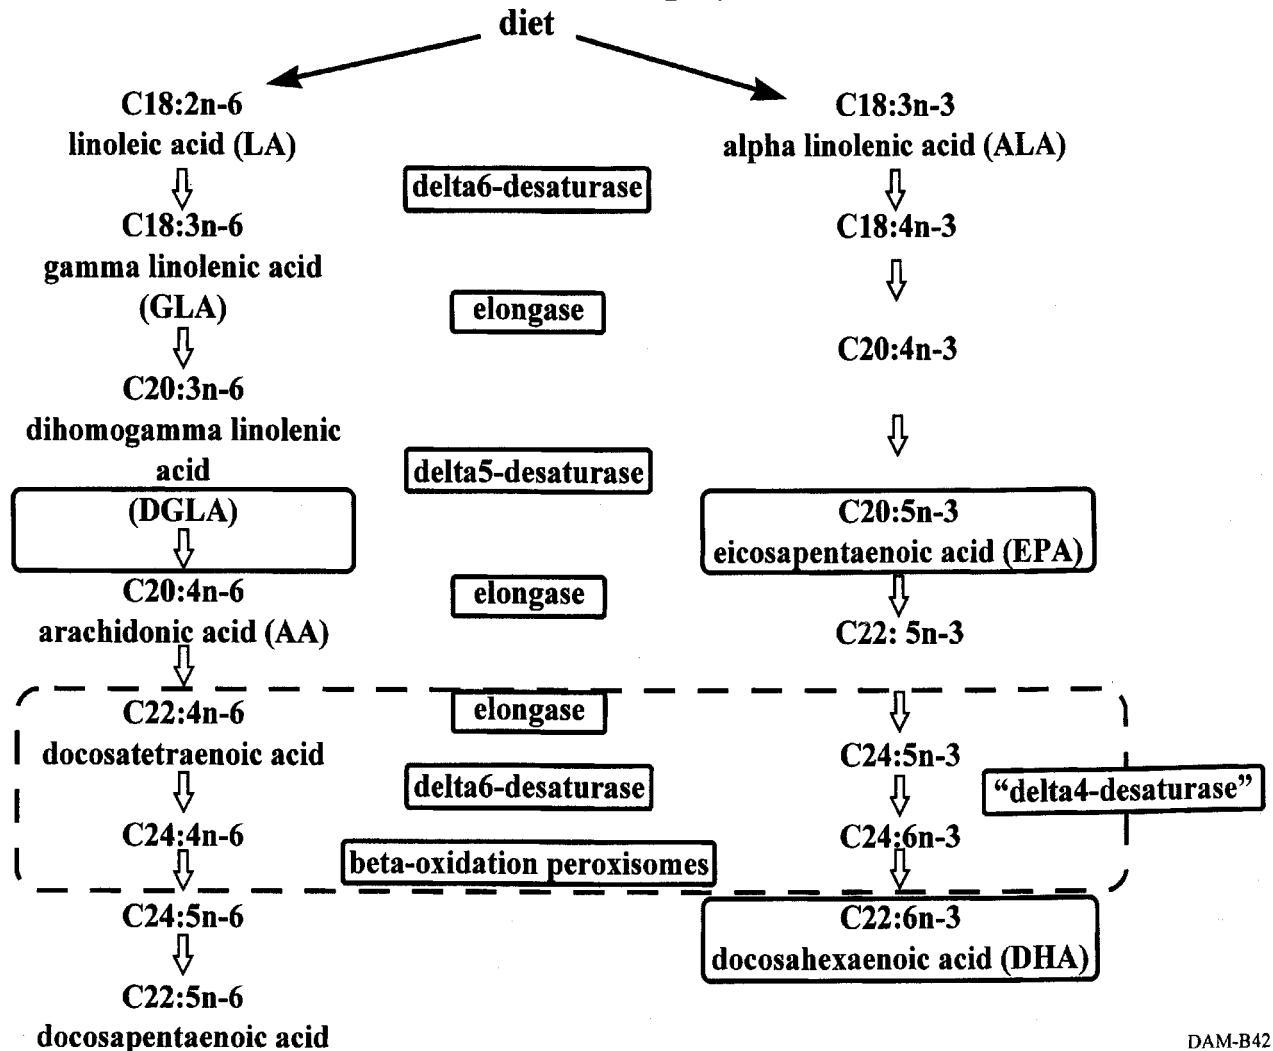 diet
C18:2n-6
linoleic acid (LA)
C18:3n-6
gamma linolenic acid
(GLA)
C20:3n-6
dihomogamma linolenic
acid
(DGLA)
C20:4n-6
arachidonic acid (AA)
C22:4n-6
docosatetraenoic acid
C24:4n-6
C24:5n-6
C22:5n-6
docosapentaenoic acid
delta6-desaturase
elongase
delta5-desaturase
elongase
elongase
delta6-desaturase
beta-oxidation peroxisomes
C18:3n-3
alpha linolenic acid (ALA)
C18:4n-3
C20:4n-3
C20:5n-3
eicosapentaenoic acid (EPA)
C22: 5n-3
C24:5n-3
C24:6n-3
C22:6n-3
docosahexaenoic acid (DHA)
“delta4-desaturase”
DAM-B42